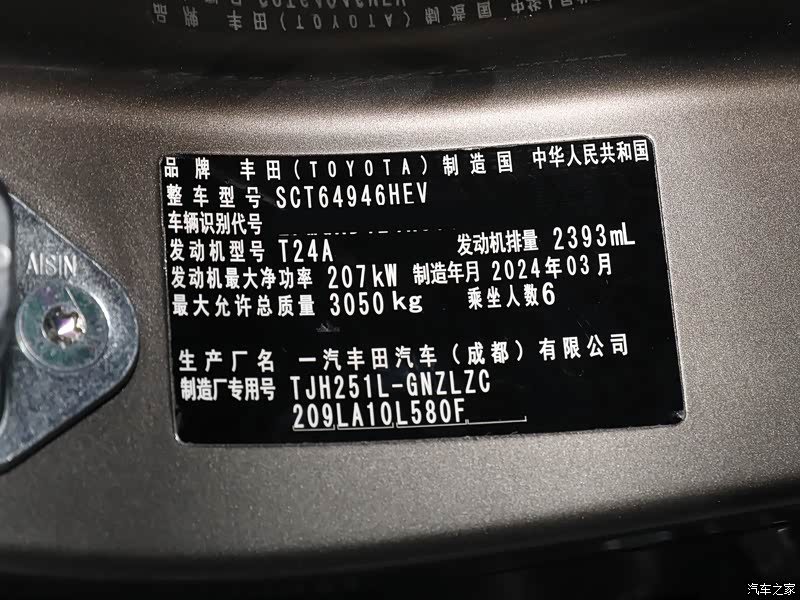 品牌 丰田(TOYOTA) 制造国 中华人民共和国
整车型号 SCT64946HEV
车辆识别代号
发动机型号 T24A 发动机排量 2393mL
发动机最大净功率 207kW 制造年月 2024年03月
最大允许总质量 3050kg 乘坐人数6
生产厂名 一汽丰田汽车(成都)有限公司
制造厂专用号 TJH251L-GNZLZC
209LA10L580F
AISIN
汽车之家